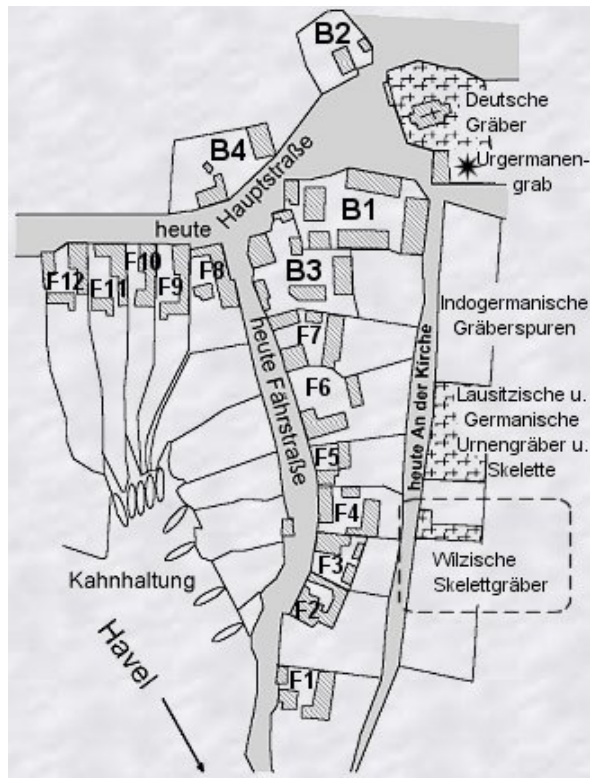 B2
Deutsche
Gräber
Urgermanen-
grab
B4
heute Hauptstraße
B1
B3
F12
F11
F10
F9
F8
Indogermanische
Gräberspuren
F7
heute Fährstraße
heute An der Kirche
F6
Lausitzische u.
Germanische
Urnengräber u.
Skelette
F5
F4
Wilzische
Skelettgräber
F3
Kahnhaltung
F2
Havel
F1